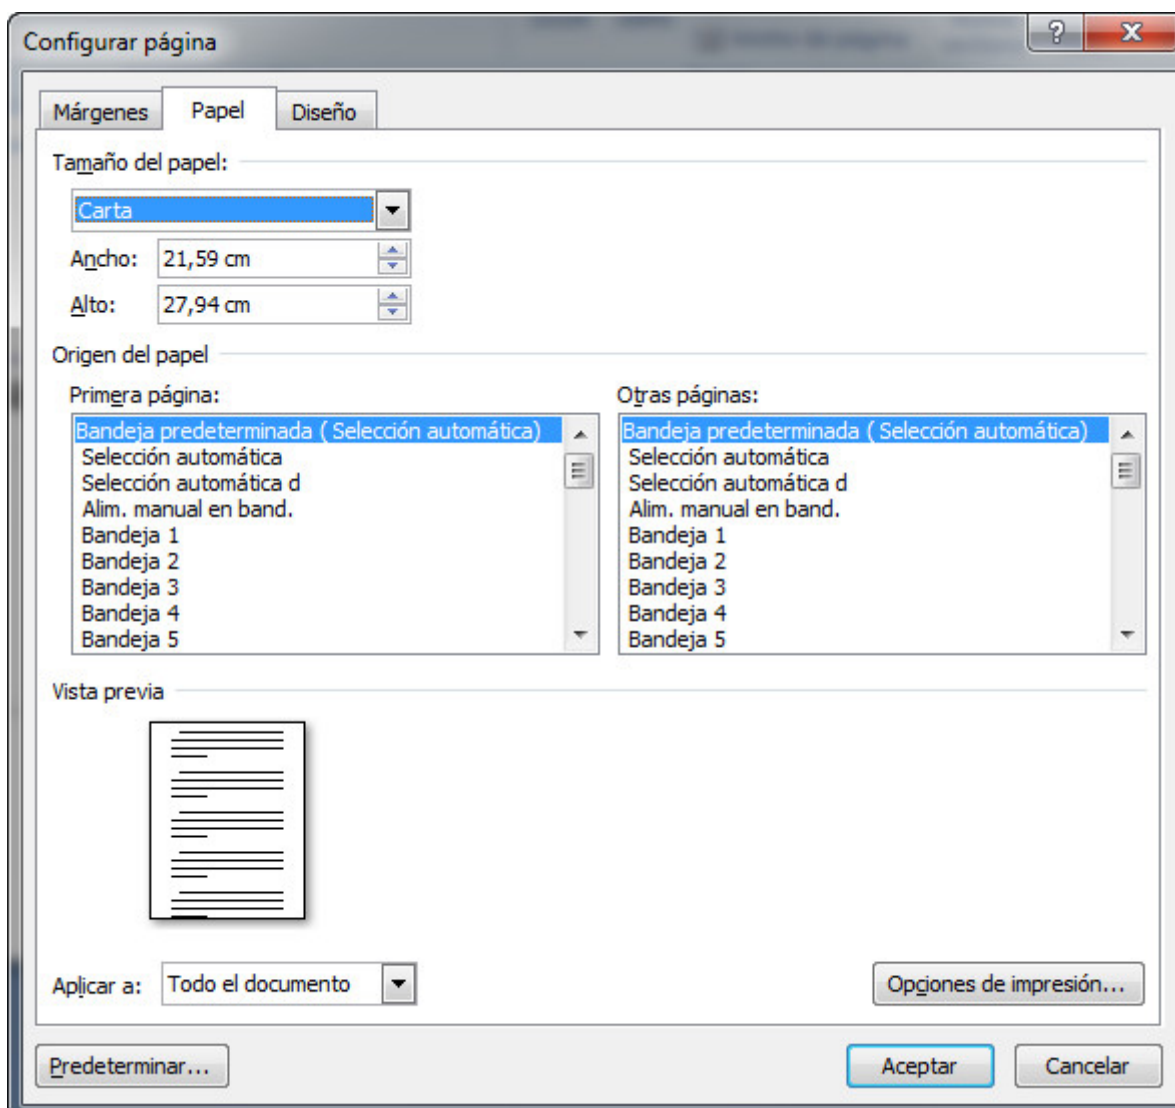 Configurar página
?
X
Márgenes Papel Diseño
Tamaño del papel:
Carta
Ancho: 21,59 cm
Alto: 27,94 cm
Origen del papel
Primera página: Otras páginas:
Bandeja predeterminada ( Selección automática) Bandeja predeterminada ( Selección automática)
Selección automática Selección automática
Selección automática d Selección automática d
Alim. manual en band. Alim. manual en band.
Bandeja 1 Bandeja 1
Bandeja 2 Bandeja 2
Bandeja 3 Bandeja 3
Bandeja 4 Bandeja 4
Bandeja 5 Bandeja 5
Vista previa
Aplicar a: Todo el documento Opciones de impresión...
Predeterminar... Aceptar Cancelar